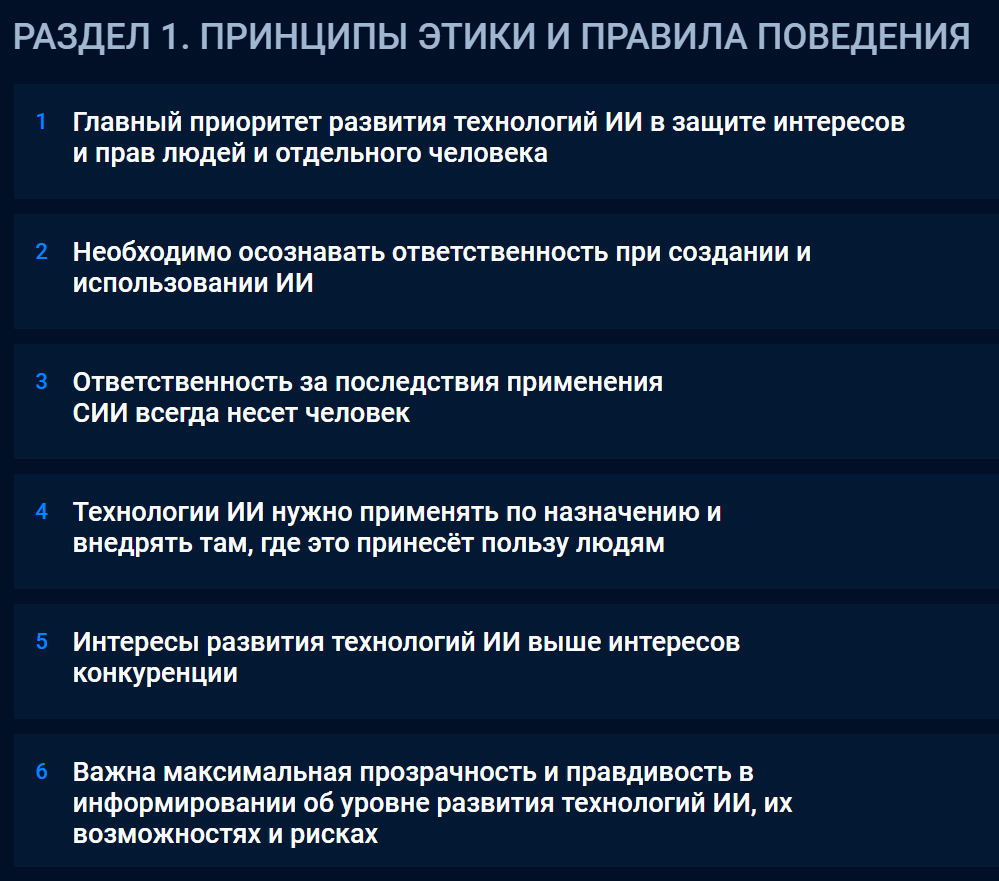 РАЗДЕЛ 1. ПРИНЦИПЫ ЭТИКИ И ПРАВИЛА ПОВЕДЕНИЯ
1 Главный приоритет развития технологий ИИ в защите интересов
и прав людей и отдельного человека
2 Необходимо осознавать ответственность при создании и
использовании ИИ
3 Ответственность за последствия применения
СИИ всегда несет человек
4 Технологии ИИ нужно применять по назначению и
внедрять там, где это принесёт пользу людям
5 Интересы развития технологий ИИ выше интересов
конкуренции
6 Важна максимальная прозрачность и правдивость в
информировании об уровне развития технологий ИИ, их
возможностях и рисках